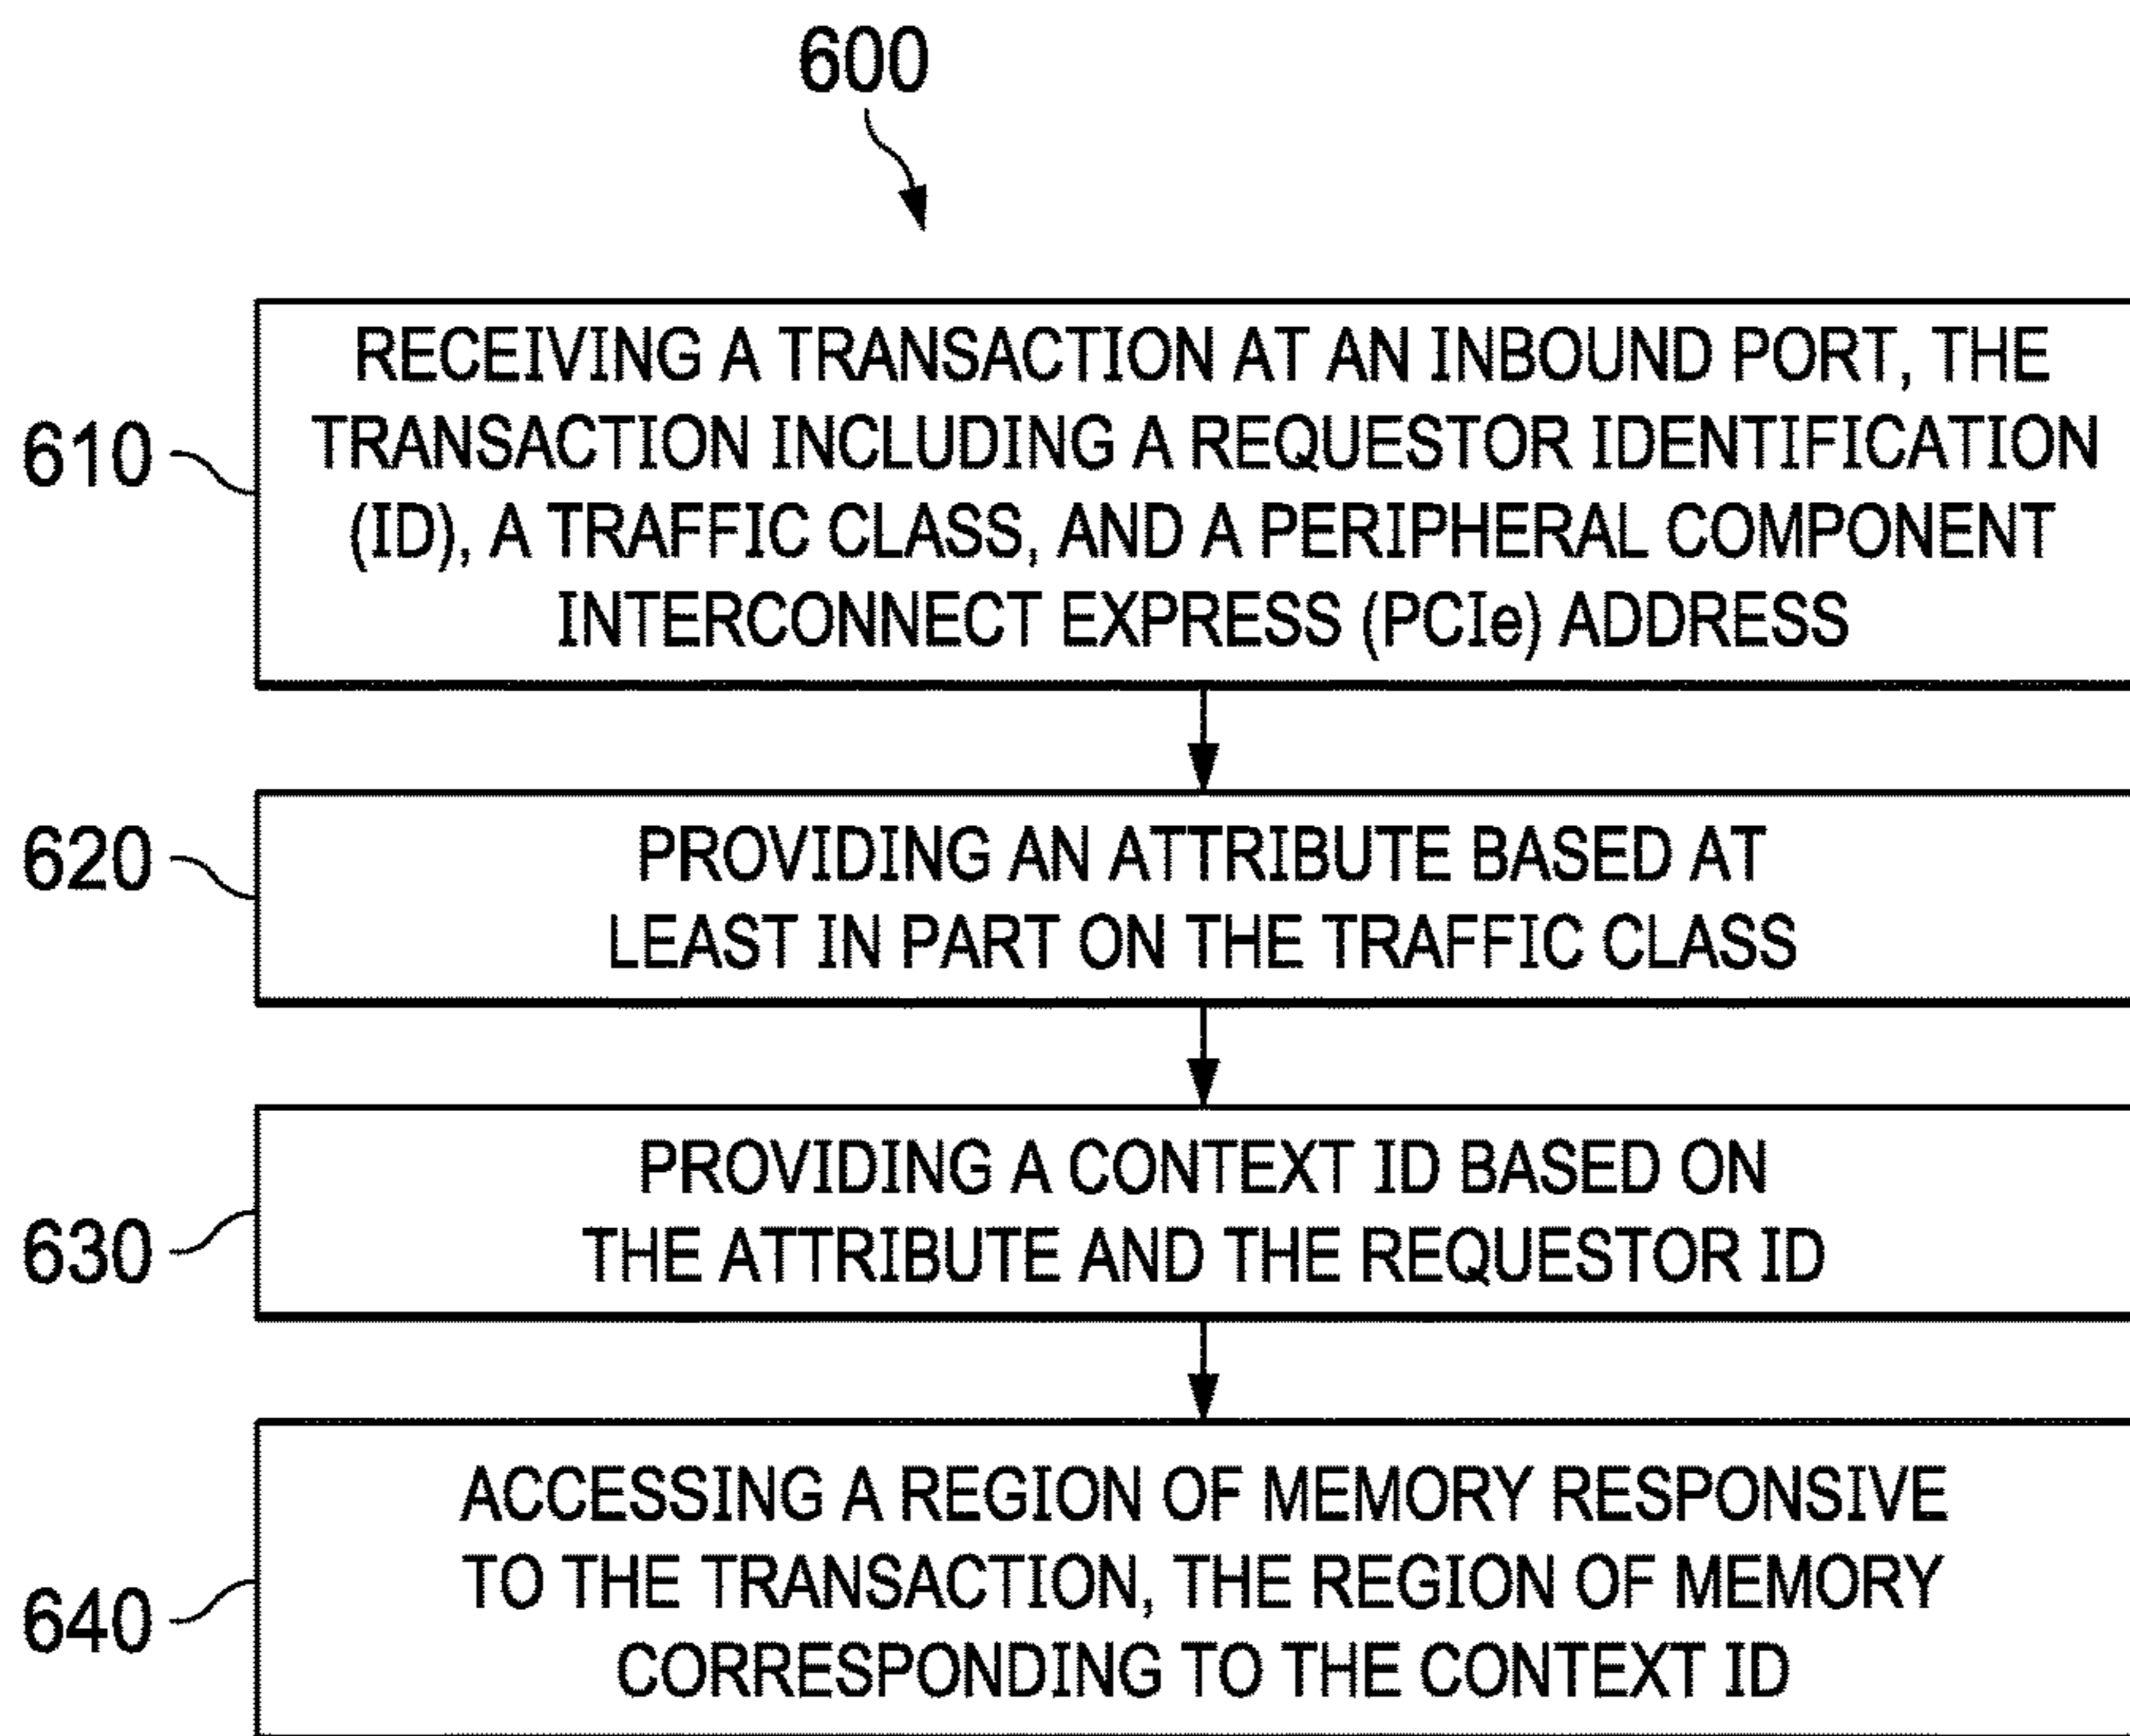 600
610
RECEIVING A TRANSACTION AT AN INBOUND PORT, THE
TRANSACTION INCLUDING A REQUESTOR IDENTIFICATION
(ID), A TRAFFIC CLASS, AND A PERIPHERAL COMPONENT
INTERCONNECT EXPRESS (PCIe) ADDRESS
620
PROVIDING AN ATTRIBUTE BASED AT
LEAST IN PART ON THE TRAFFIC CLASS
630
PROVIDING A CONTEXT ID BASED ON
THE ATTRIBUTE AND THE REQUESTOR ID
640
ACCESSING A REGION OF MEMORY RESPONSIVE
TO THE TRANSACTION, THE REGION OF MEMORY
CORRESPONDING TO THE CONTEXT ID